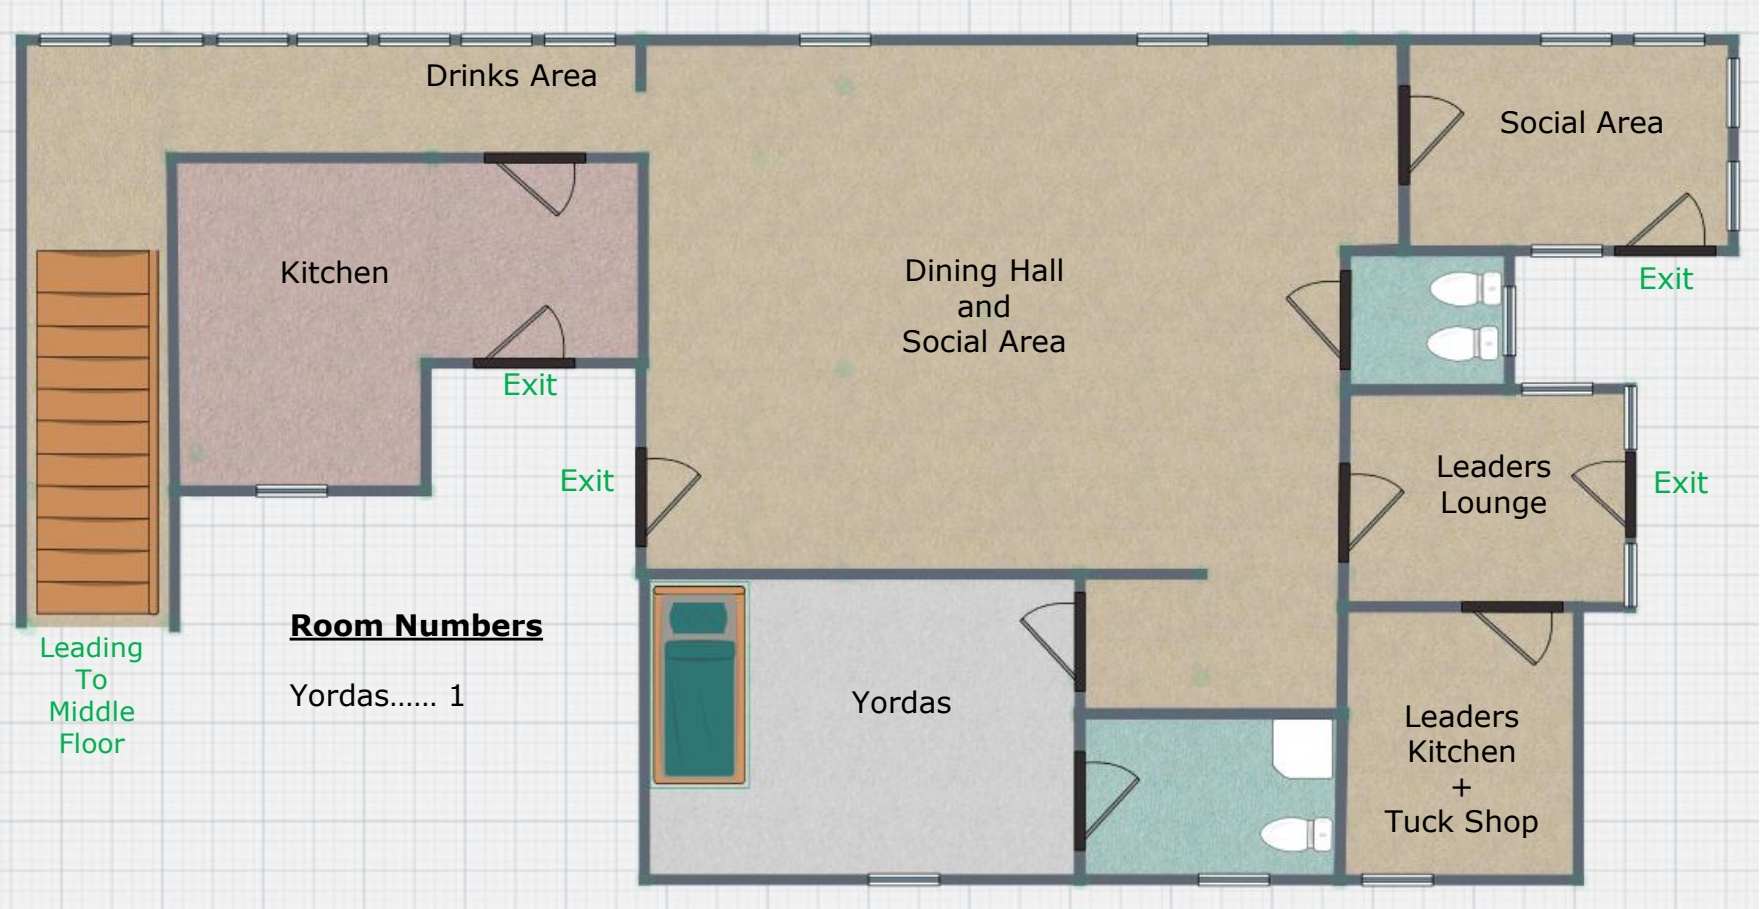 Drinks Area
Social Area
Kitchen
Dining Hall
and
Social Area
Exit
Exit
Exit
Leaders
Lounge
Exit
Leading
To
Middle
Floor
Room Numbers
Yordas...... 1
Yordas
Leaders
Kitchen
+
Tuck Shop